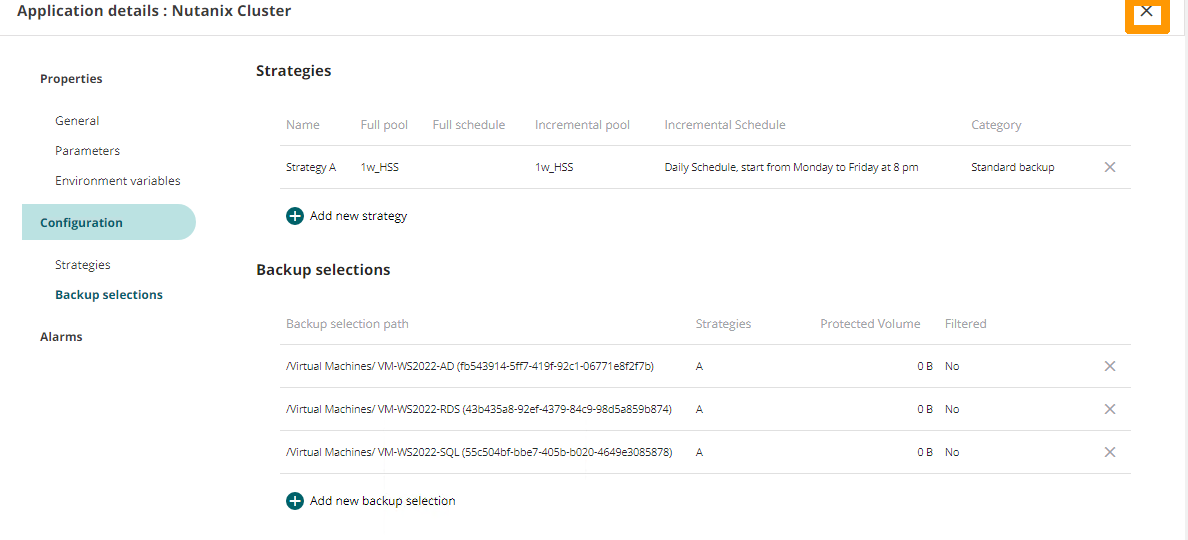 Application details : Nutanix Cluster
Properties
General
Parameters
Environment variables
Configuration
Strategies
Backup selections
Alarms
Strategies
Name Full pool Full schedule Incremental pool Incremental Schedule Category
Strategy A 1w_HSS 1w_HSS Daily Schedule, start from Monday to Friday at 8 pm Standard backup
Add new strategy
Backup selections
Backup selection path Strategies Protected Volume Filtered
/Virtual Machines/ VM-WS2022-AD (fb543914-5ff7-419f-92c1-06771e8f2f7b) A 0 B No
/Virtual Machines/ VM-WS2022-RDS (43b435a8-92ef-4379-84c9-98d5a859b874) A 0 B No
/Virtual Machines/ VM-WS2022-SQL (55c504bf-bbe7-405b-b020-4649e3085878) A 0 B No
Add new backup selection